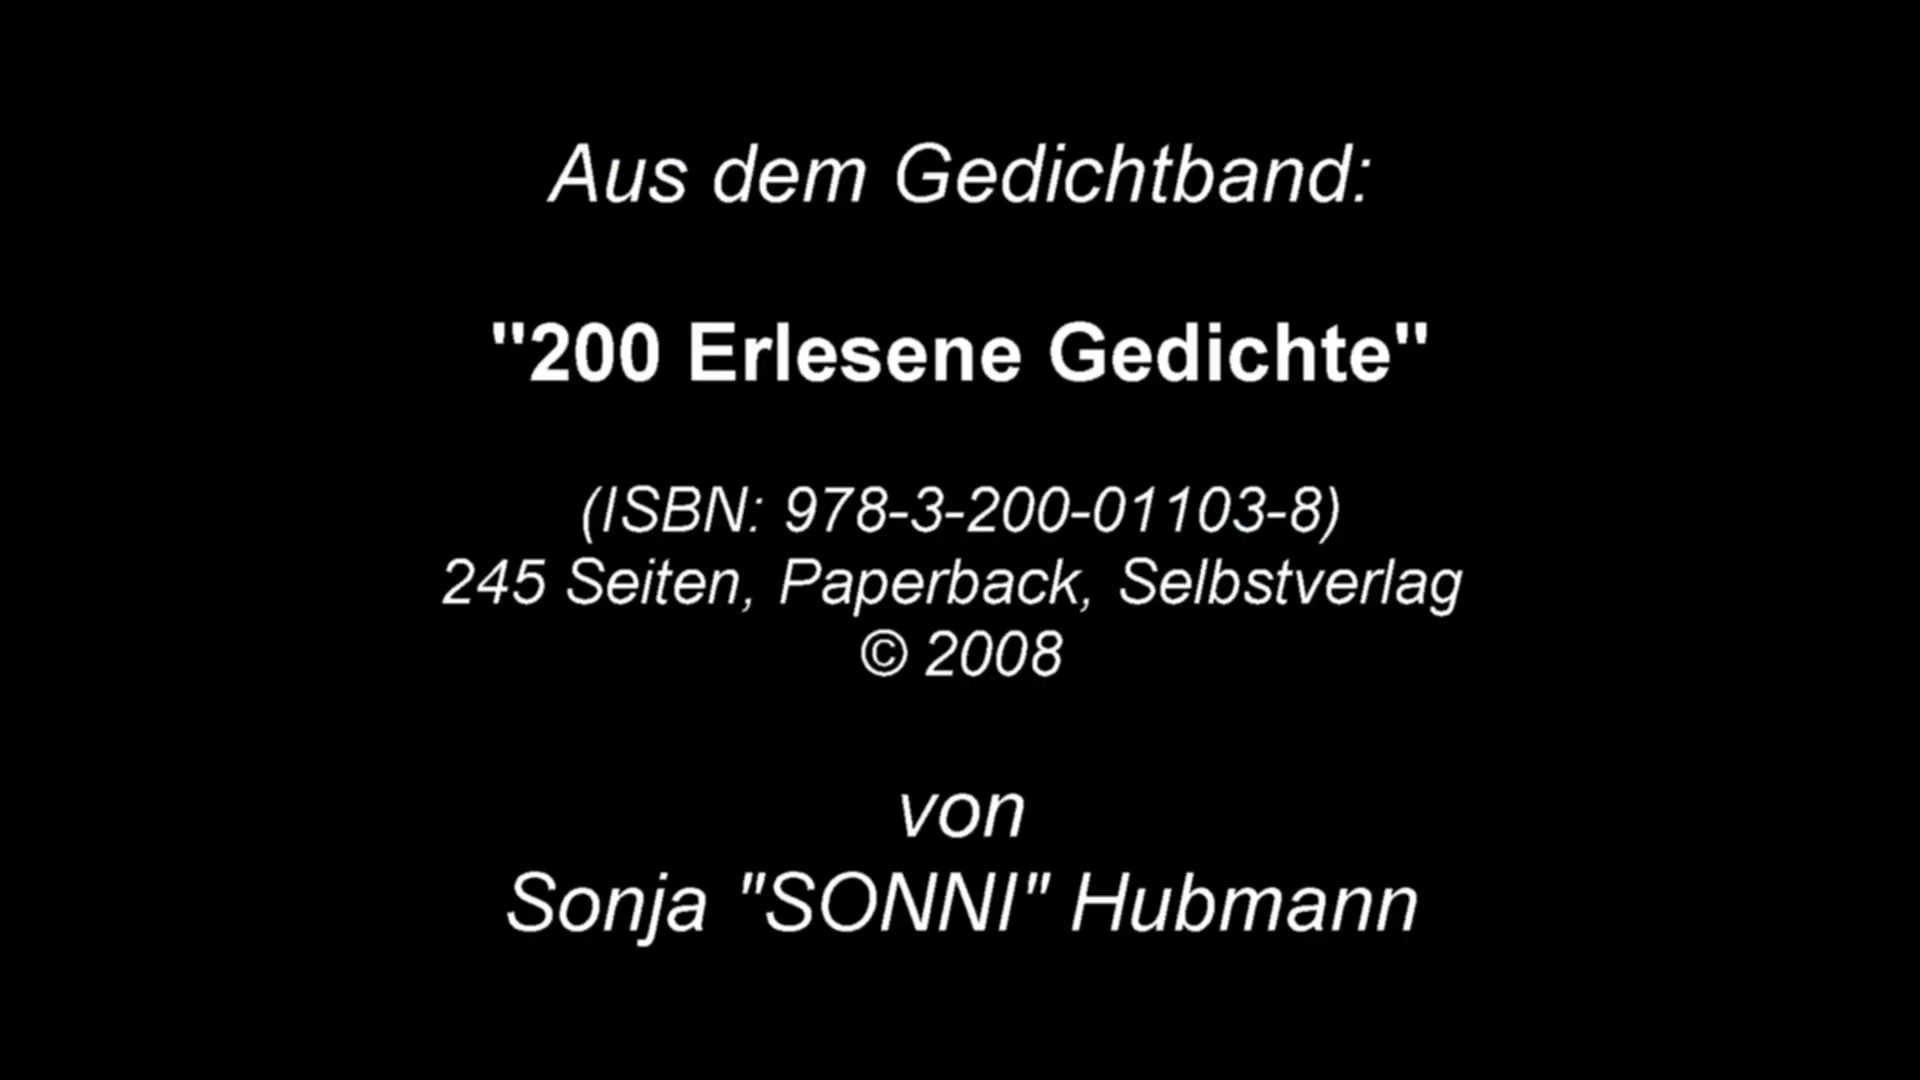 Aus dem Gedichtband:
"200 Erlesene Gedichte"
(ISBN: 978-3-200-01103-8)
245 Seiten, Paperback, Selbstverlag
© 2008
von
Sonja "SONNI" Hubmann